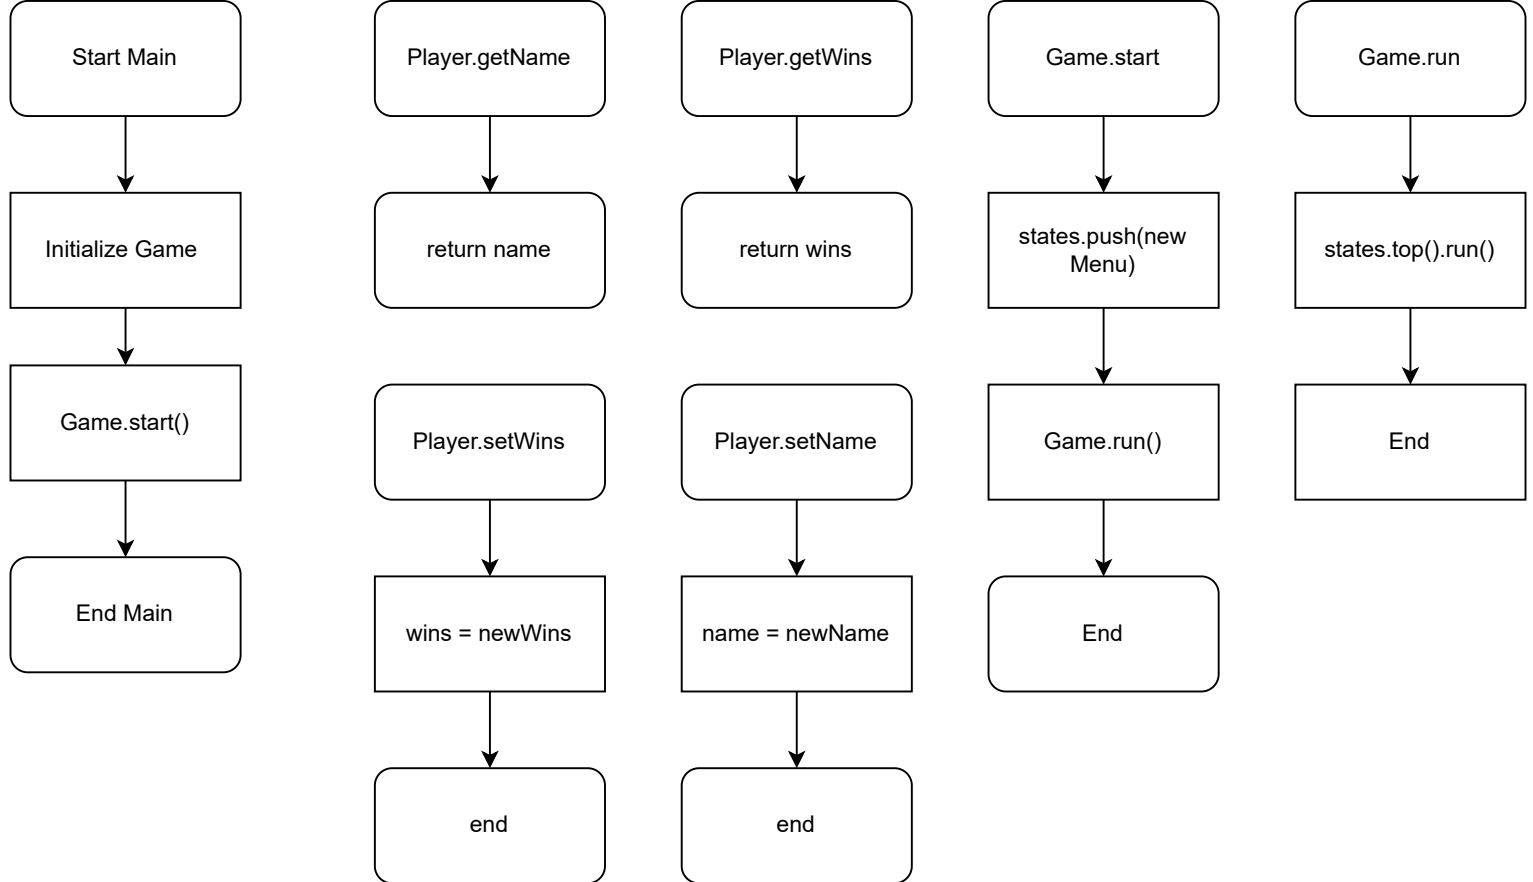 Start Main
Initialize Game
Game.start()
End Main
Player.getName
return name
Player.getWins
return wins
Player.setWins
wins = newWins
end
Player.setName
name = newName
end
Game.start
states.push(new
Menu)
Game.run()
End
Game.run
states.top().run()
End